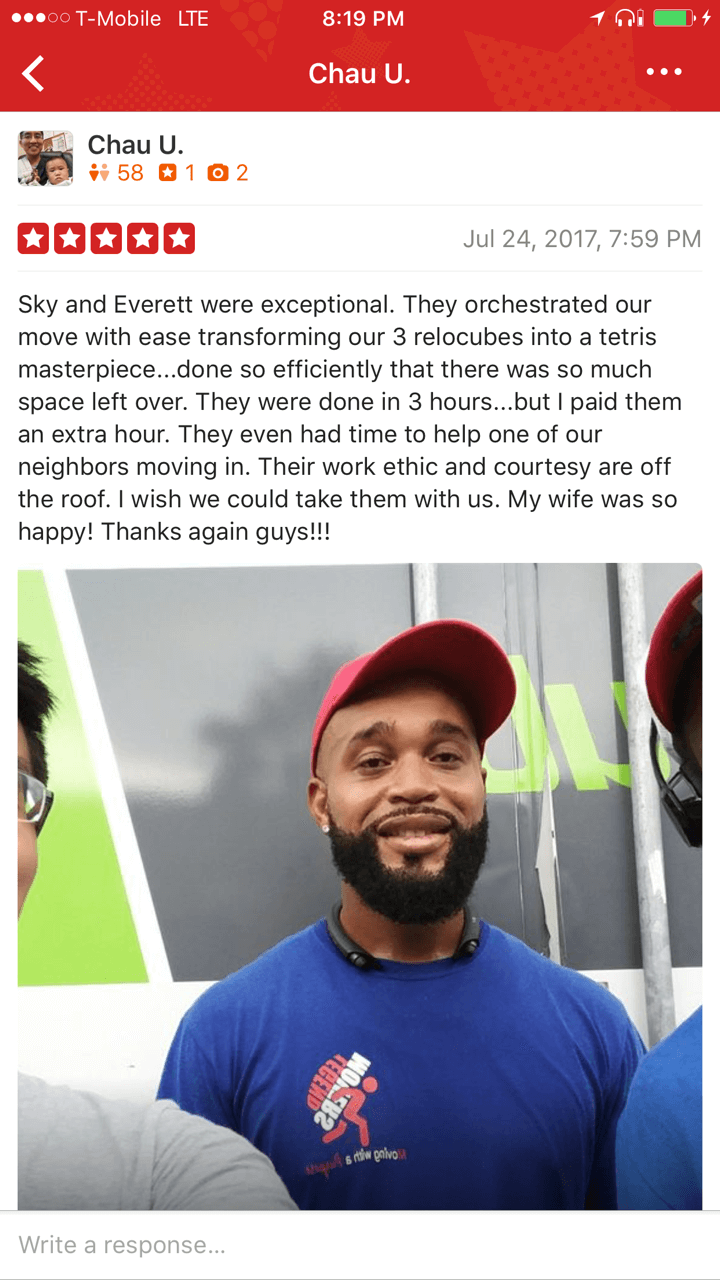 T-Mobile LTE 8:19 PM
Chau U.
Chau U.
58 1 2
Jul 24, 2017, 7:59 PM
Sky and Everett were exceptional. They orchestrated our
move with ease transforming our 3 relocubes into a tetris
masterpiece...done so efficiently that there was so much
space left over. They were done in 3 hours...but I paid them
an extra hour. They even had time to help one of our
neighbors moving in. Their work ethic and courtesy are off
the roof. I wish we could take them with us. My wife was so
happy! Thanks again guys!!!
LEGEND
MOVERS
Moving with a
Write a response...